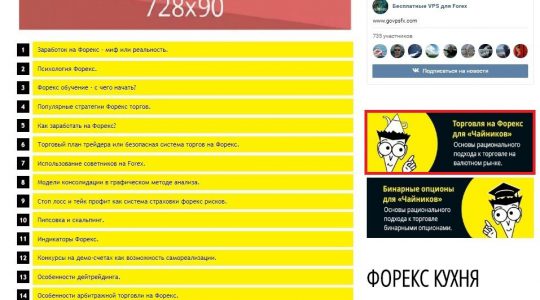 728x90
1 Заработок на Форекс - миф или реальность.
2 Психология Форекс.
3 Форекс обучение - с чего начать?
4 Популярные стратегии Форекс торгов.
5 Как заработать на Форекс?
6 Торговый план трейдера или безопасная система торгов на Форекс.
7 Использование советников на Forex.
8 Модели консолидации в графическом методе анализа.
9 Стоп лосс и тейк профит как система страховки форекс рисков.
10 Пипсовка и скальпинг.
11 Индикаторы Форекс.
12 Конкурсы на демо-счетах как возможность самореализации.
13 Особенности дейтрейдинга.
14 Особенности арбитражной торговли на Форекс.
Бесплатные VPS для Forex
www.govpsfx.com
733 участников
Подписаться на новости
Торговля на Форекс
для «Чайников»
Основы рационального
подхода к торговле на
валютном рынке.
Бинарные опционы
для «Чайников»
Основы рационального
подхода к торговле
бинарными опционами.
ФОРЕКС КУХНЯ